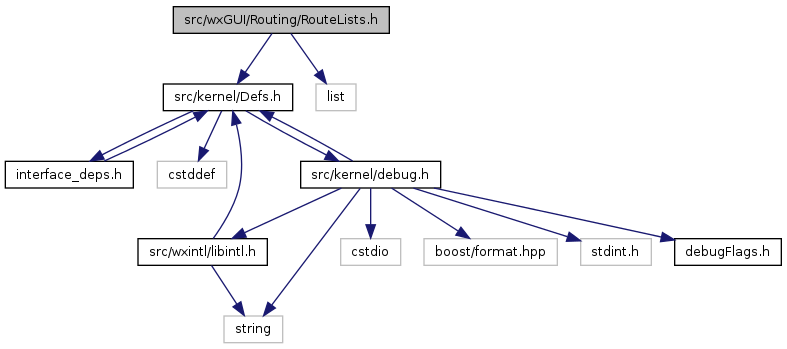 src/wxGUI/Routing/RouteLists.h
src/kernel/Defs.h
list
interface_deps.h
cstddef
src/kernel/debug.h
src/wxintl/libintl.h
cstdio
boost/format.hpp
stdint.h
debugFlags.h
string